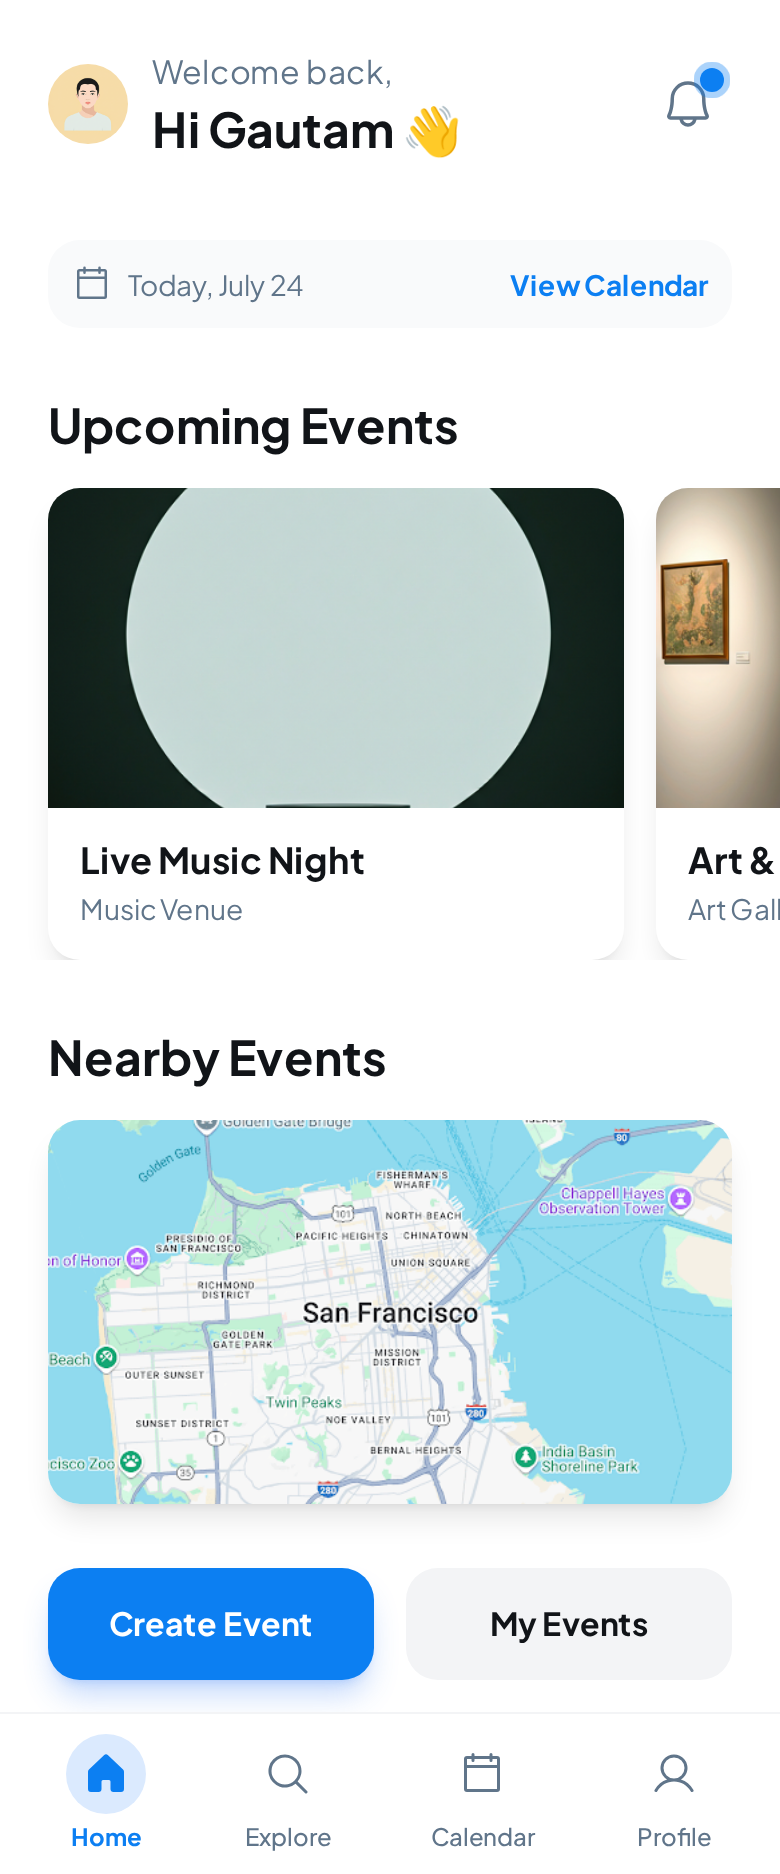 Welcome back,
Hi Gautam 👋
Today, July 24
View Calendar
Upcoming Events
Live Music Night
Music Venue
Art &
Art Gall
Nearby Events
Golden Gate Bridge
80
Golden Gate
FISHERMAN'S
WHARF
Chappell Hayes
Observation Tower
101
NORTH BEACH
PRESIDIO OF
SAN FRANCISCO
PACIFIC HEIGHTS
CHINATOWN
on of Honor
UNION SQUARE
RICHMOND
DISTRICT
San Francisco
GOLDEN
GATE PARK
MISSION
DISTRICT
Beach
OUTER SUNSET
Twin Peaks
SUNSET DISTRICT
NOE VALLEY
101
280
1
BERNAL HEIGHTS
India Basin
Shoreline Park
cisco Zoo
35
280
Create Event
My Events
Home
Explore
Calendar
Profile